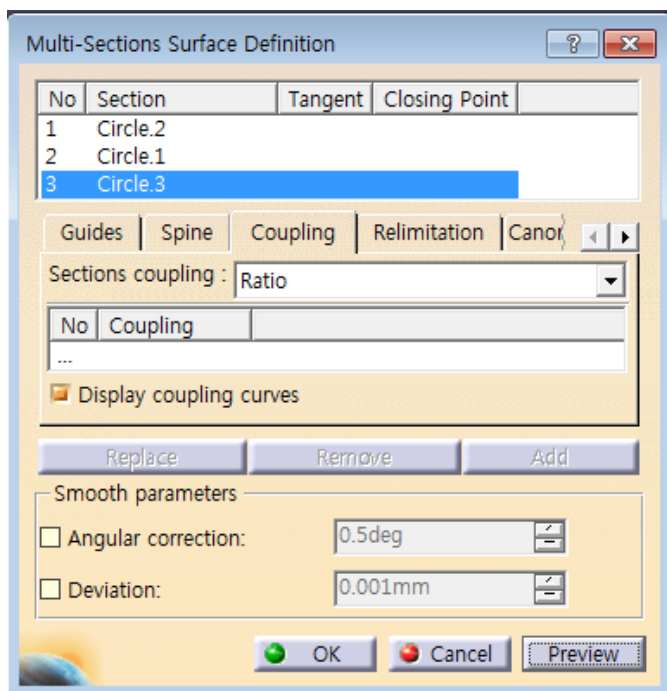 Multi-Sections Surface Definition
No Section Tangent Closing Point
1 Circle.2
2 Circle.1
3 Circle.3
Guides Spine Coupling Relimitation Canon
Sections coupling : Ratio
No Coupling
...
Display coupling curves
Replace Remove Add
Smooth parameters
Angular correction: 0.5deg
Deviation: 0.001mm
OK Cancel Preview